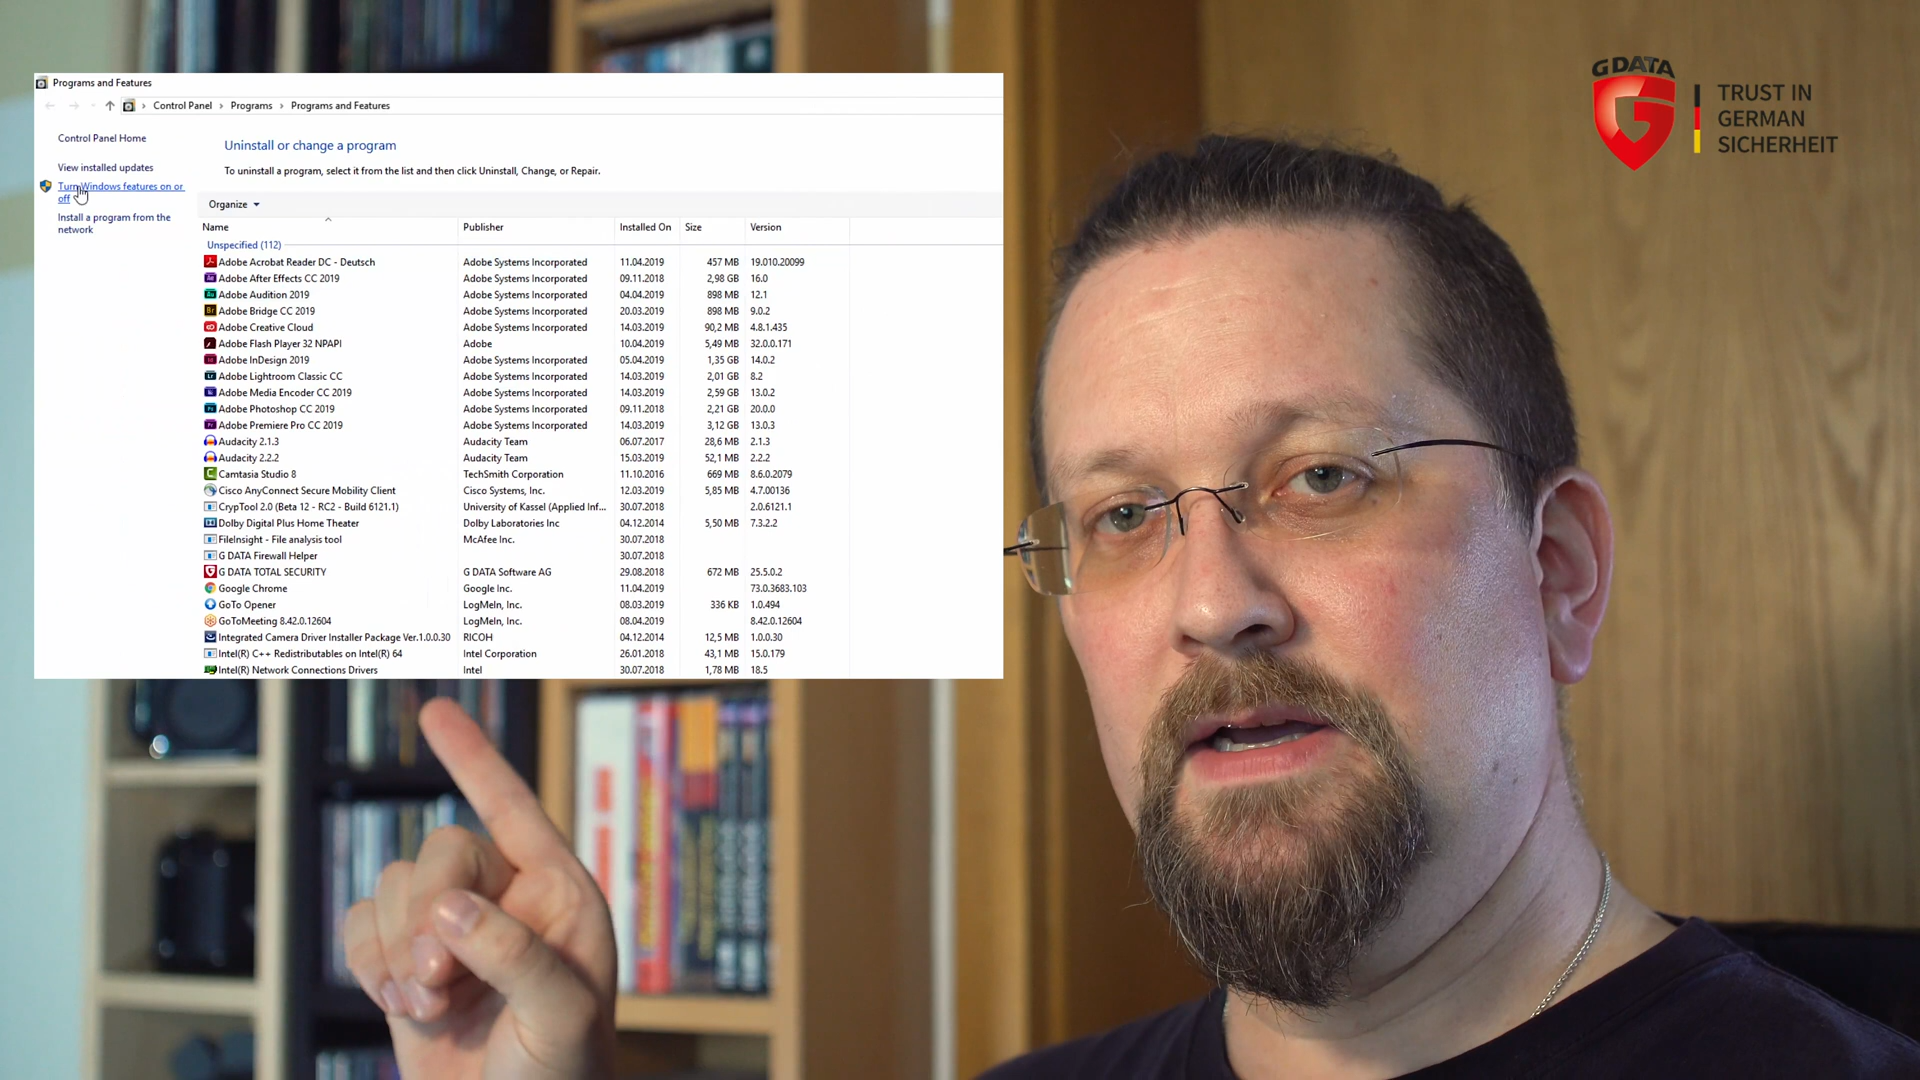 Programs and Features
Control Panel > Programs > Programs and Features
Control Panel Home
View installed updates
Turn Windows features on or
off
Install a program from the
network
Uninstall or change a program
To uninstall a program, select it from the list and then click Uninstall, Change, or Repair.
Organize
Name Publisher Installed On Size Version
Unspecified (112)
Adobe Acrobat Reader DC - Deutsch Adobe Systems Incorporated 11.04.2019 457 MB 19.010.20099
Adobe After Effects CC 2019 Adobe Systems Incorporated 09.11.2018 2,98 GB 16.0
Adobe Audition 2019 Adobe Systems Incorporated 04.04.2019 898 MB 12.1
Adobe Bridge CC 2019 Adobe Systems Incorporated 20.03.2019 898 MB 9.0.2
Adobe Creative Cloud Adobe Systems Incorporated 14.03.2019 90,2 MB 4.8.1.435
Adobe Flash Player 32 NPAPI Adobe 10.04.2019 5,49 MB 32.0.0.171
Adobe InDesign 2019 Adobe Systems Incorporated 05.04.2019 1,35 GB 14.0.2
Adobe Lightroom Classic CC Adobe Systems Incorporated 14.03.2019 2,01 GB 8.2
Adobe Media Encoder CC 2019 Adobe Systems Incorporated 14.03.2019 2,59 GB 13.0.2
Adobe Photoshop CC 2019 Adobe Systems Incorporated 09.11.2018 2,21 GB 20.0.0
Adobe Premiere Pro CC 2019 Adobe Systems Incorporated 14.03.2019 3,12 GB 13.0.3
Audacity 2.1.3 Audacity Team 06.07.2017 28,6 MB 2.1.3
Audacity 2.2.2 Audacity Team 15.03.2019 52,1 MB 2.2.2
Camtasia Studio 8 TechSmith Corporation 11.10.2016 669 MB 8.6.0.2079
Cisco AnyConnect Secure Mobility Client Cisco Systems, Inc. 12.03.2019 5,85 MB 4.7.00136
CrypTool 2.0 (Beta 12 - RC2 - Build 6121.1) University of Kassel (Applied Inf... 30.07.2018 2.0.6121.1
Dolby Digital Plus Home Theater Dolby Laboratories Inc 04.12.2014 5,50 MB 7.3.2.2
FileInsight - File analysis tool McAfee Inc. 30.07.2018
G DATA Firewall Helper 30.07.2018
G DATA TOTAL SECURITY G DATA Software AG 29.08.2018 672 MB 25.5.0.2
Google Chrome Google Inc. 11.04.2019 73.0.3683.103
GoTo Opener LogMeIn, Inc. 08.03.2019 336 KB 1.0.494
GoToMeeting 8.42.0.12604 LogMeIn, Inc. 08.04.2019 8.42.0.12604
Integrated Camera Driver Installer Package Ver.1.0.0.30 RICOH 04.12.2014 12,5 MB 1.0.0.30
Intel(R) C++ Redistributables on Intel(R) 64 Intel Corporation 26.01.2018 43,1 MB 15.0.179
Intel(R) Network Connections Drivers Intel 30.07.2018 1,78 MB 18.5
G DATA
TRUST IN
GERMAN
SICHERHEIT